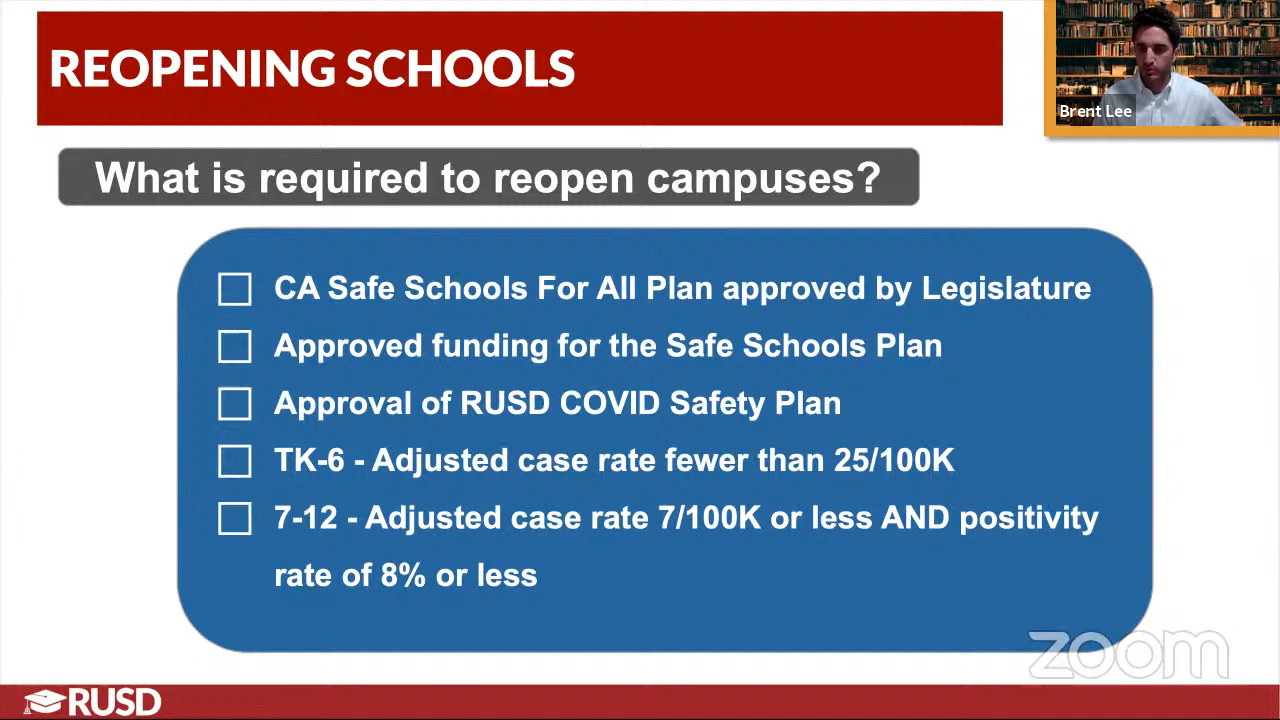 REOPENING SCHOOLS
Brent Lee
What is required to reopen campuses?
CA Safe Schools For All Plan approved by Legislature
Approved funding for the Safe Schools Plan
Approval of RUSD COVID Safety Plan
TK-6 - Adjusted case rate fewer than 25/100K
7-12 - Adjusted case rate 7/100K or less AND positivity
rate of 8% or less
zoom
RUSD